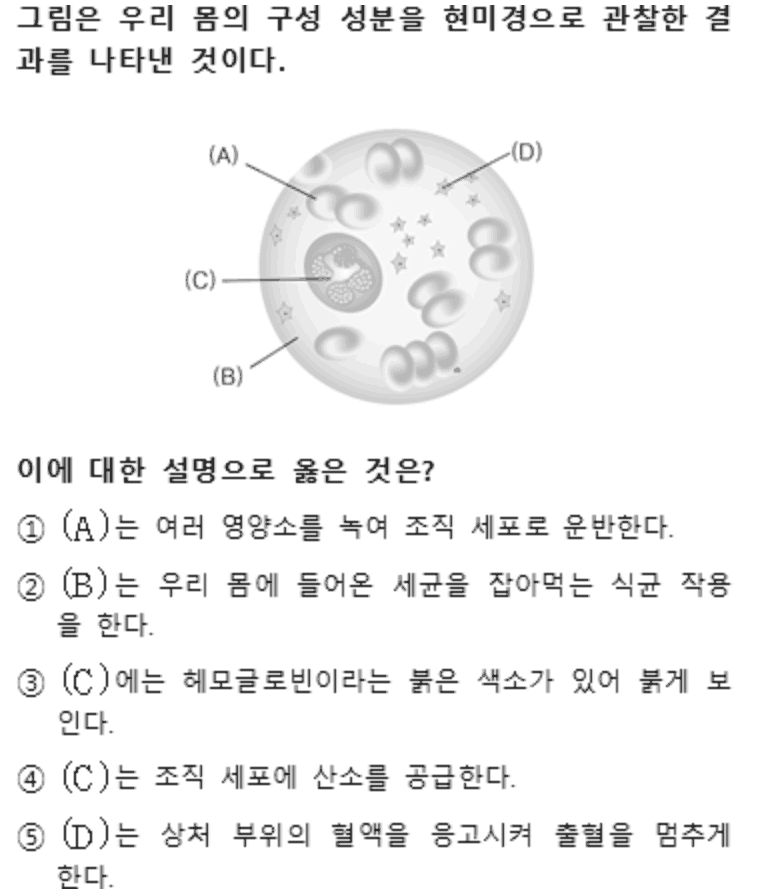 그림은 우리 몸의 구성 성분을 현미경으로 관찰한 결
과를 나타낸 것이다.
(A)
(D)
(C)
(B)
이에 대한 설명으로 옳은 것은?
① (A)는 여러 영양소를 녹여 조직 세포로 운반한다.
② (B)는 우리 몸에 들어온 세균을 잡아먹는 식균 작용
을 한다.
③ (C)에는 헤모글로빈이라는 붉은 색소가 있어 붉게 보
인다.
④ (C)는 조직 세포에 산소를 공급한다.
⑤ (D)는 상처 부위의 혈액을 응고시켜 출혈을 멈추게
한다.